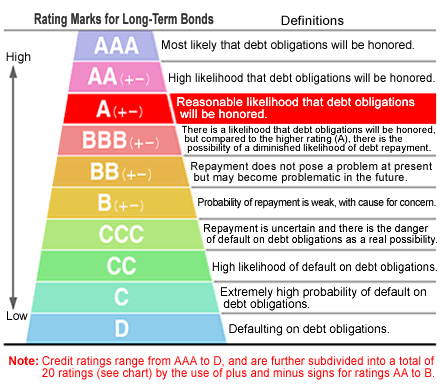 Rating Marks for Long-Term Bonds Definitions
High
AAA Most likely that debt obligations will be honored.
AA (+−) High likelihood that debt obligations will be honored.
A (+−) Reasonable likelihood that debt obligations
will be honored.
BBB (+−) There is a likelihood that debt obligations will be honored,
but compared to the higher rating (A), there is the
possibility of a diminished likelihood of debt repayment.
BB (+−) Repayment does not pose a problem at present
but may become problematic in the future.
B (+−) Probability of repayment is weak, with cause for concern.
CCC Repayment is uncertain and there is the danger
of default on debt obligations as a real possibility.
CC High likelihood of default on debt obligations.
C Extremely high probability of default on
debt obligations.
Low
D Defaulting on debt obligations.
Note: Credit ratings range from AAA to D, and are further subdivided into a total of
20 ratings (see chart) by the use of plus and minus signs for ratings AA to B.